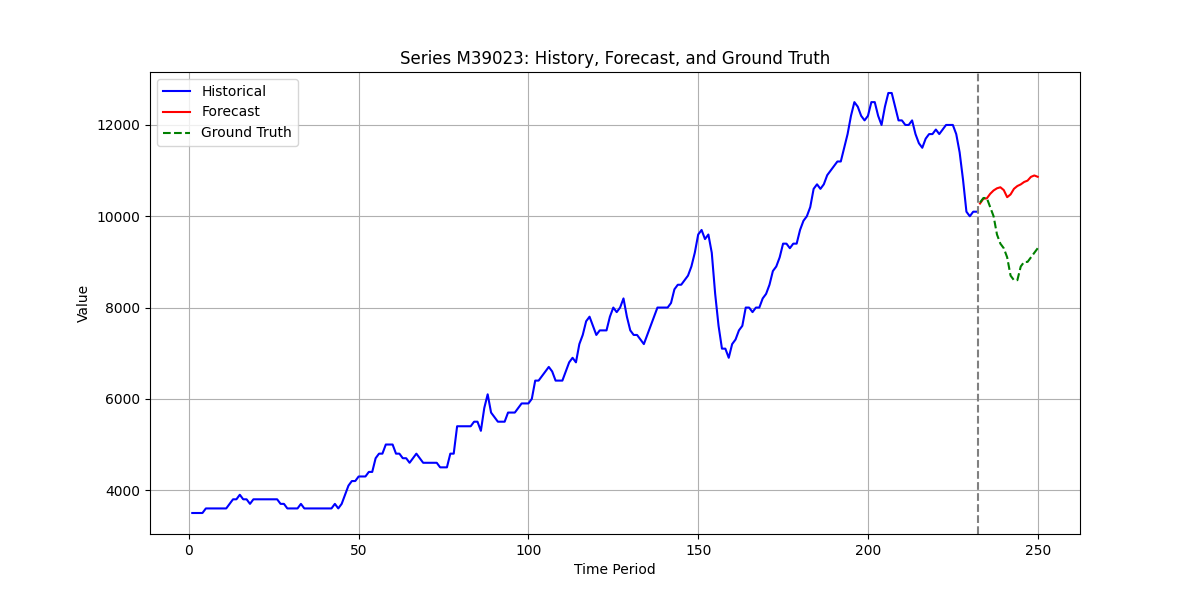 Series M39023: History, Forecast, and Ground Truth
Historical
Forecast
Ground Truth
12000
10000
8000
6000
4000
Value
0
50
100
150
200
250
Time Period